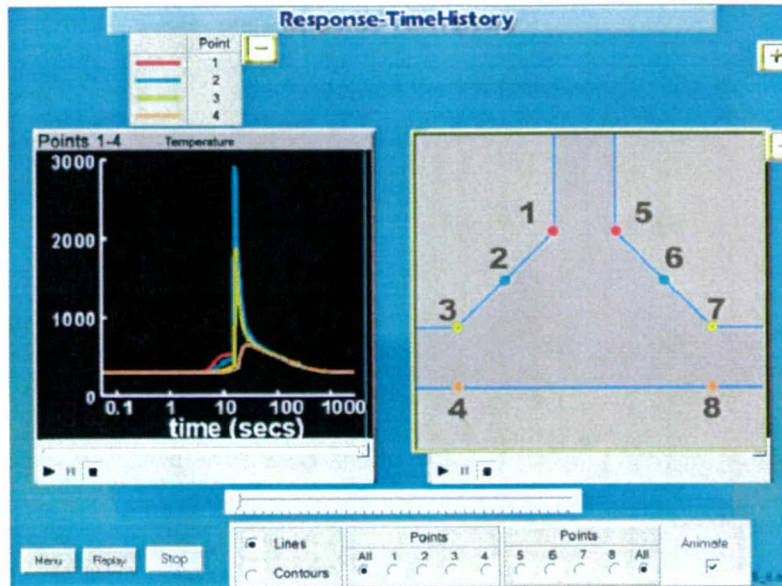 Response-TimeHistory
Point
1
2
3
4
Points 1-4 Temperature
3000
2000
1000
0
0.1 1 10 100 1000
time (secs)
1 5
2 6
3 7
4 8
Menu Replay Stop
Lines
Contours
Points
All 1 2 3 4
Points
5 6 7 8 All
Animate